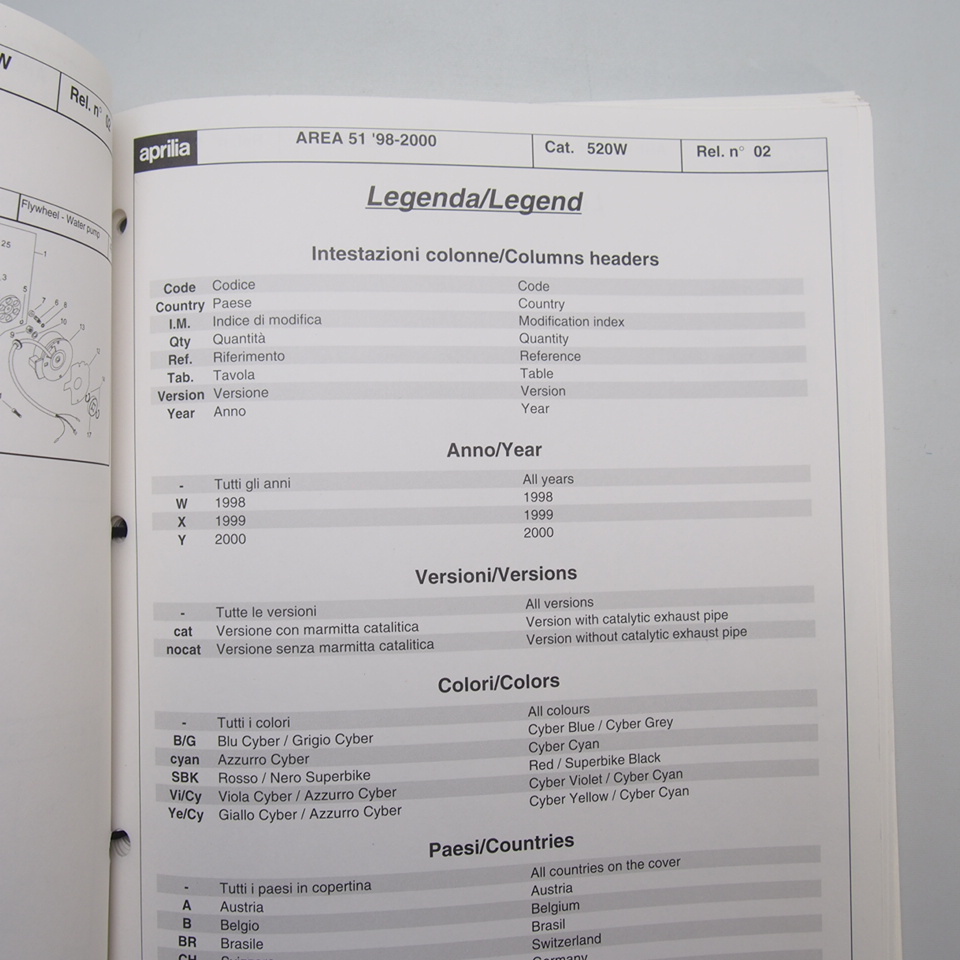 W
Rel. n° 02
Flywheel - Water pump
aprilia
AREA 51 '98-2000
Cat. 520W
Rel. n° 02
Legenda/Legend
Intestazioni colonne/Columns headers
Code Codice Code
Country Paese Country
I.M. Indice di modifica Modification index
Qty Quantità Quantity
Ref. Riferimento Reference
Tab. Tavola Table
Version Versione Version
Year Anno Year
Anno/Year
- Tutti gli anni All years
W 1998 1998
X 1999 1999
Y 2000 2000
Versioni/Versions
- Tutte le versioni All versions
cat Versione con marmitta catalitica Version with catalytic exhaust pipe
nocat Versione senza marmitta catalitica Version without catalytic exhaust pipe
Colori/Colors
- Tutti i colori All colours
B/G Blu Cyber / Grigio Cyber Cyber Blue / Cyber Grey
cyan Azzurro Cyber Cyber Cyan
SBK Rosso / Nero Superbike Red / Superbike Black
Vi/Cy Viola Cyber / Azzurro Cyber Cyber Violet / Cyber Cyan
Ye/Cy Giallo Cyber / Azzurro Cyber Cyber Yellow / Cyber Cyan
Paesi/Countries
- Tutti i paesi in copertina All countries on the cover
A Austria Austria
B Belgio Belgium
BR Brasile Brasil
CH Svizzera Switzerland
Germany